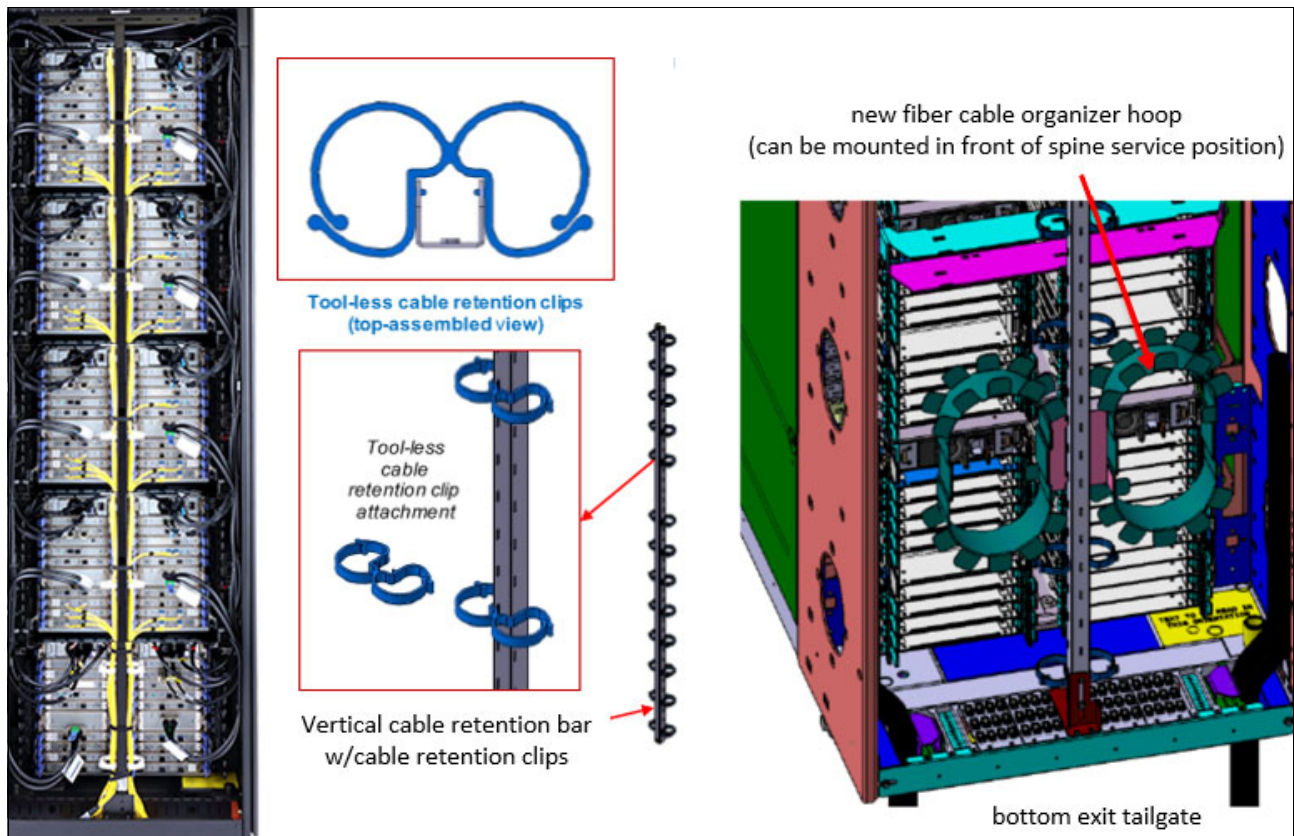 new fiber cable organizer hoop
(can be mounted in front of spine service position)
Tool-less cable retention clips
(top-assembled view)
Tool-less
cable
retention clip
attachment
Vertical cable retention bar
w/cable retention clips
bottom exit tailgate